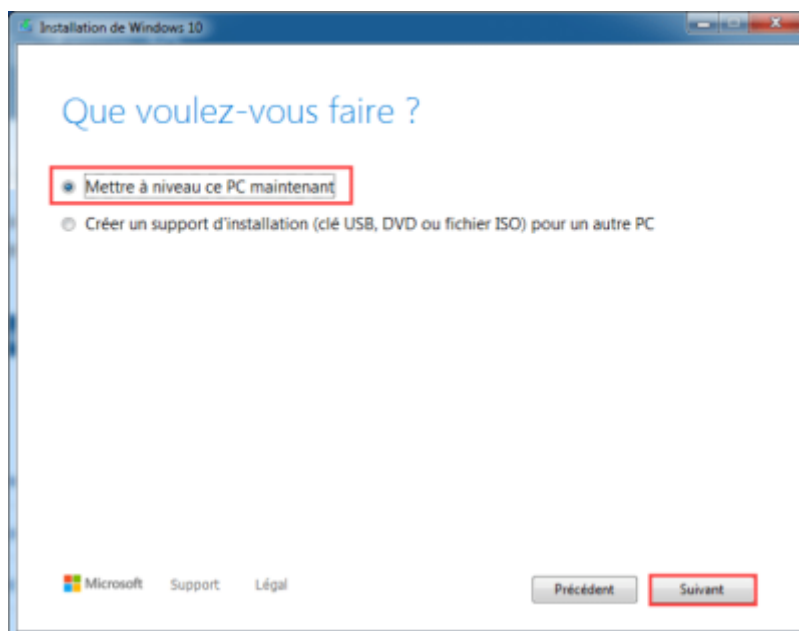 Installation de Windows 10
Que voulez-vous faire ?
Mettre à niveau ce PC maintenant
Créer un support d'installation (clé USB, DVD ou fichier ISO) pour un autre PC
Microsoft Support Légal Précédent Suivant